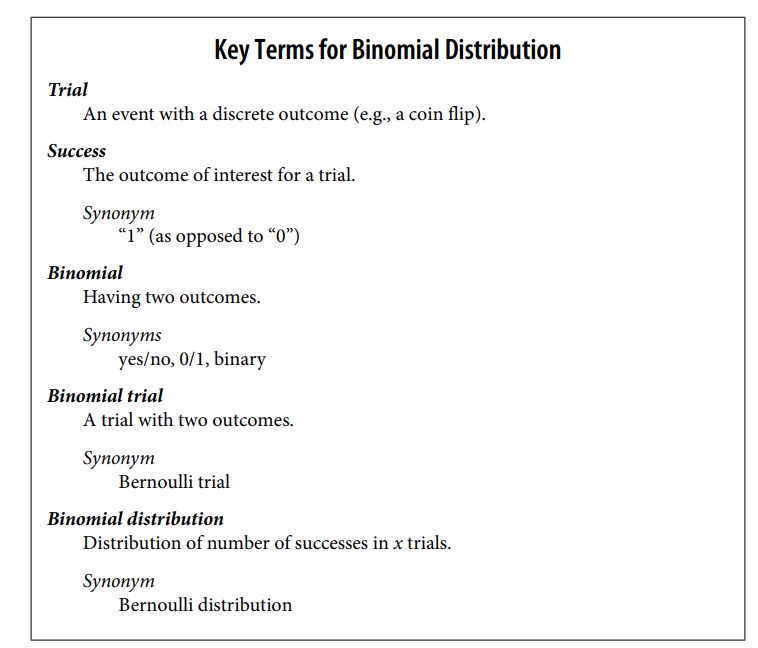 Key Terms for Binomial Distribution
Trial
An event with a discrete outcome (e.g., a coin flip).
Success
The outcome of interest for a trial.
Synonym
“1” (as opposed to “0”)
Binomial
Having two outcomes.
Synonyms
yes/no, 0/1, binary
Binomial trial
A trial with two outcomes.
Synonym
Bernoulli trial
Binomial distribution
Distribution of number of successes in x trials.
Synonym
Bernoulli distribution